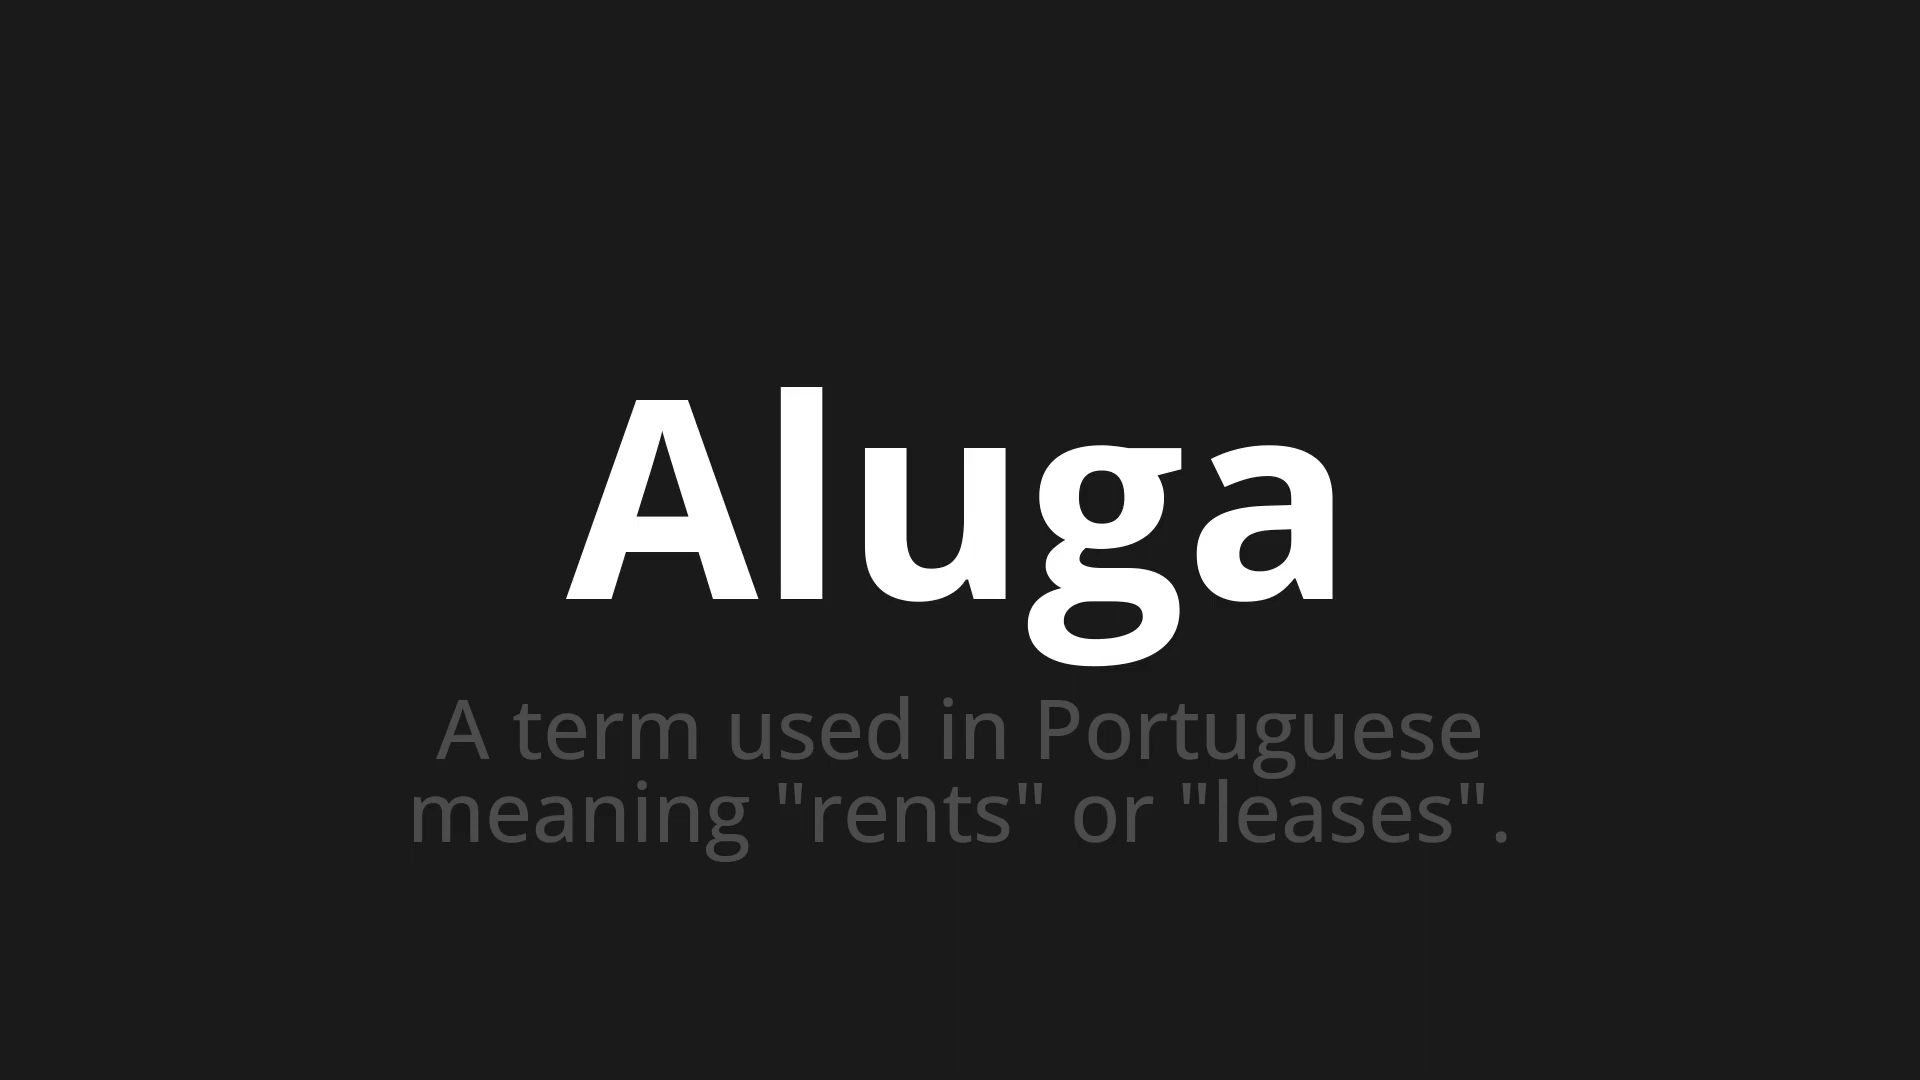 Aluga
A term used in Portuguese
meaning "rents" or "leases".